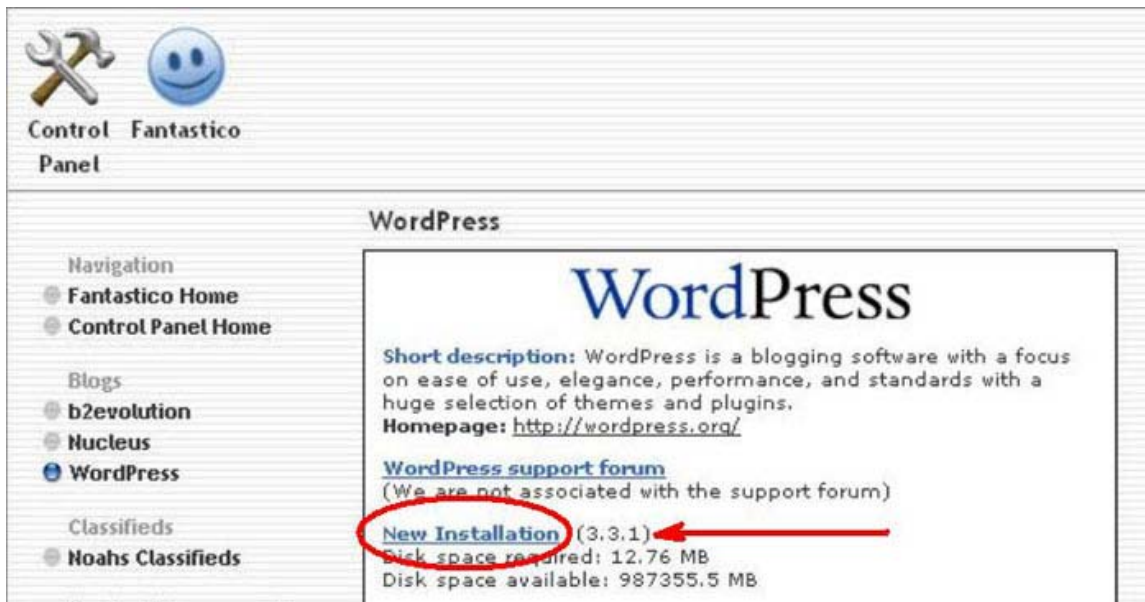 Control Fantastico
Panel
WordPress
Navigation
Fantastico Home
Control Panel Home
Blogs
b2evolution
Nucleus
WordPress
Classifieds
Noahs Classifieds
WordPress
Short description: WordPress is a blogging software with a focus
on ease of use, elegance, performance, and standards with a
huge selection of themes and plugins.
Homepage: http://wordpress.org/
WordPress support forum
(We are not associated with the support forum)
New Installation (3.3.1)
Disk space required: 12.76 MB
Disk space available: 987355.5 MB